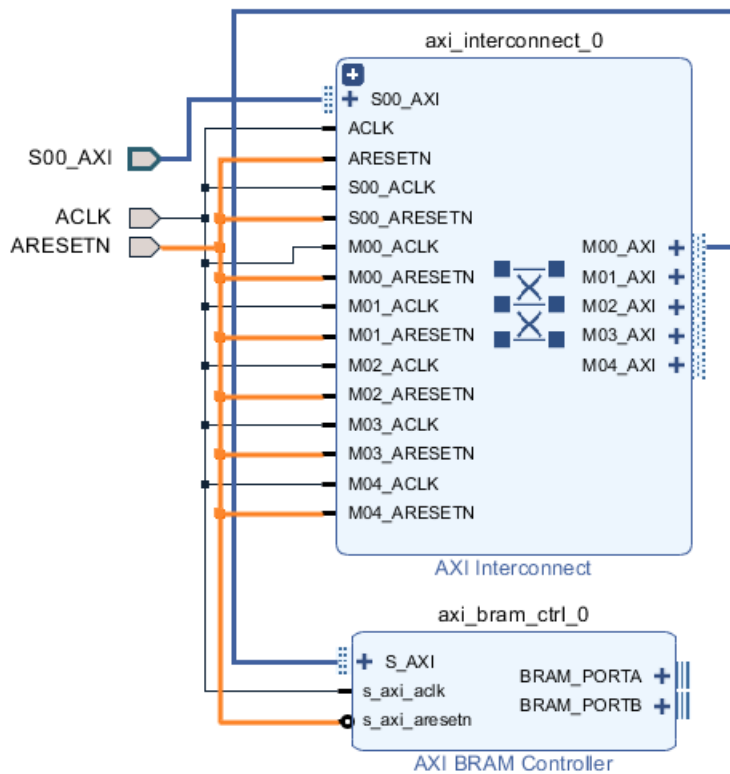 axi_interconnect_0
S00_AXI
ACLK
ARESETN
S00_AXI
ACLK
ARESETN
S00_ACLK
S00_ARESETN
M00_ACLK
M00_ARESETN
M01_ACLK
M01_ARESETN
M02_ACLK
M02_ARESETN
M03_ACLK
M03_ARESETN
M04_ACLK
M04_ARESETN
M00_AXI
M01_AXI
M02_AXI
M03_AXI
M04_AXI
AXI Interconnect
axi_bram_ctrl_0
S_AXI
s_axi_aclk
s_axi_aresetn
BRAM_PORTA
BRAM_PORTB
AXI BRAM Controller